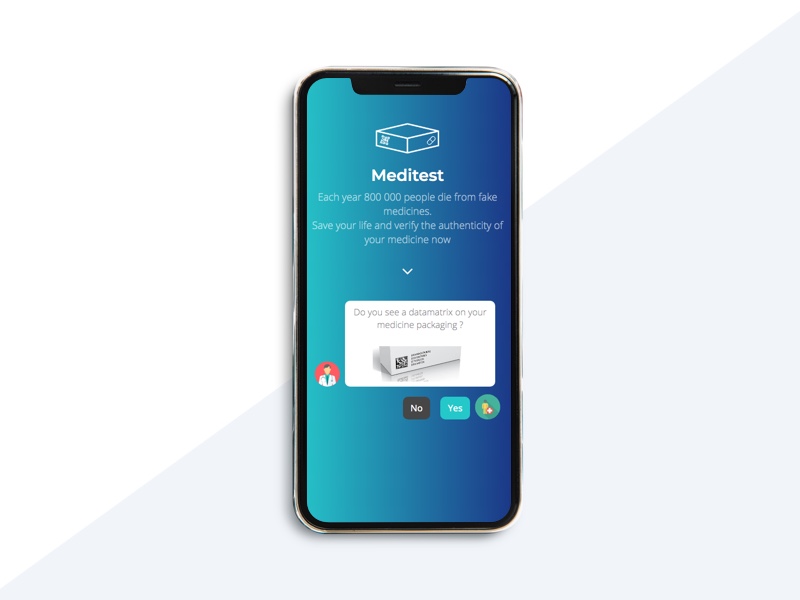 Meditest
Each year 800 000 people die from fake
medicines.
Save your life and verify the authenticity of
your medicine now
Do you see a datamatrix on your
medicine packaging ?
No
Yes